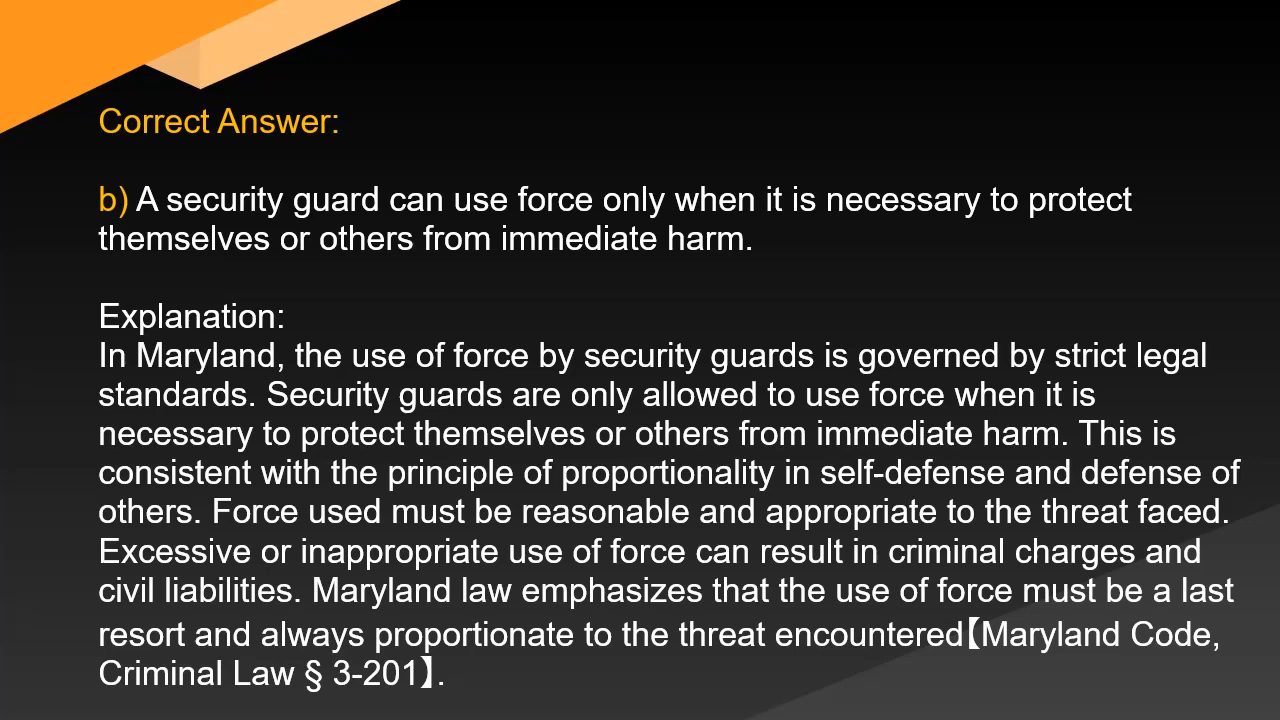 Correct Answer:
b) A security guard can use force only when it is necessary to protect
themselves or others from immediate harm.
Explanation:
In Maryland, the use of force by security guards is governed by strict legal
standards. Security guards are only allowed to use force when it is
necessary to protect themselves or others from immediate harm. This is
consistent with the principle of proportionality in self-defense and defense of
others. Force used must be reasonable and appropriate to the threat faced.
Excessive or inappropriate use of force can result in criminal charges and
civil liabilities. Maryland law emphasizes that the use of force must be a last
resort and always proportionate to the threat encountered【Maryland Code,
Criminal Law § 3-201】.